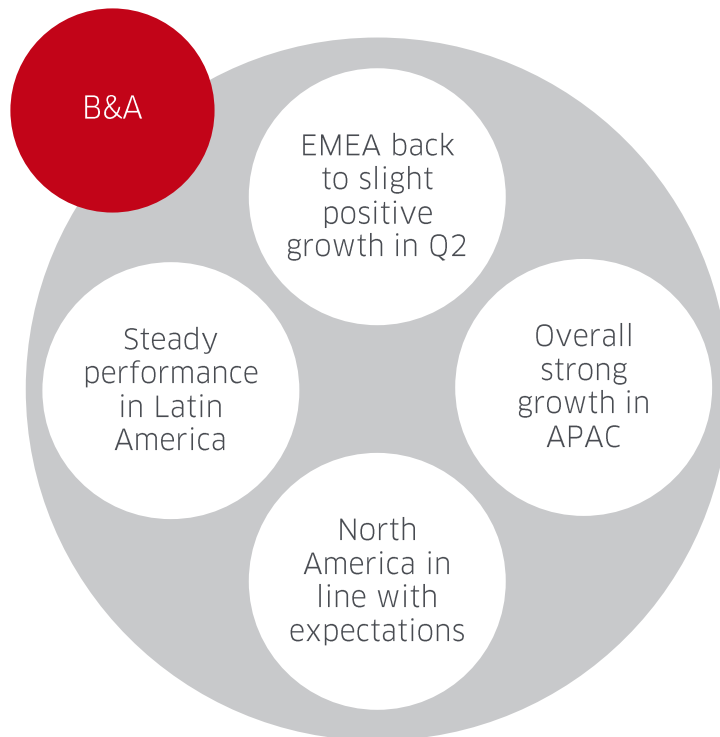 B&A
EMEA back
to slight
positive
growth in Q2
Steady
performance
in Latin
America
Overall
strong
growth in
APAC
North
America in
line with
expectations